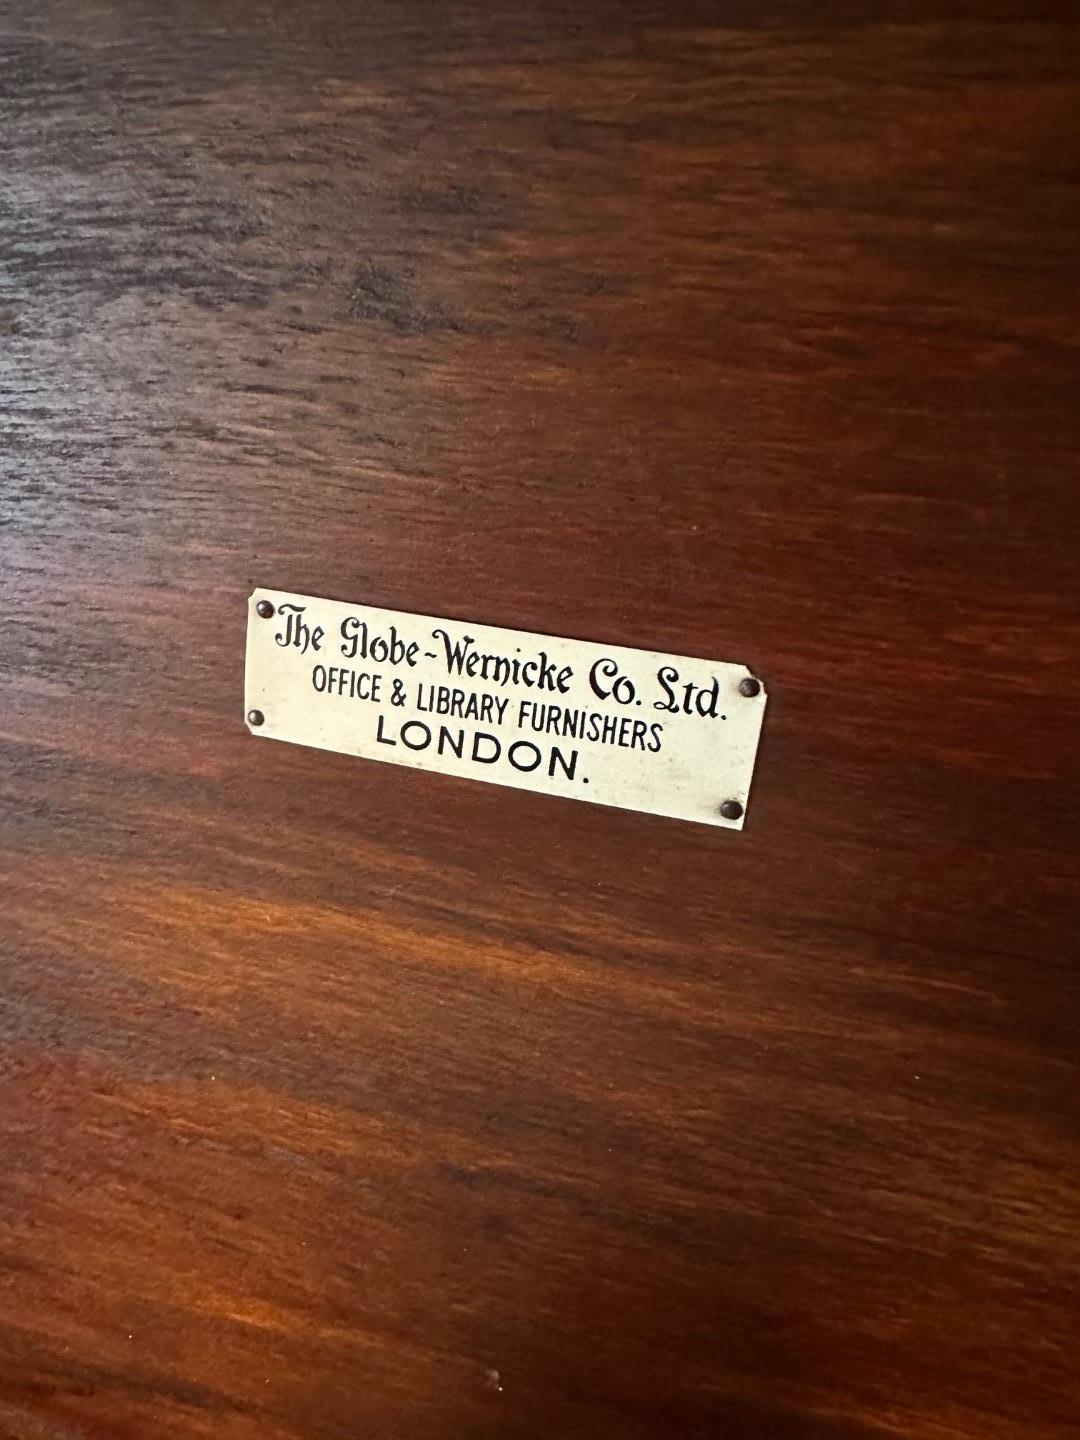 The Globe-Wernicke Co. Ltd.
OFFICE & LIBRARY FURNISHERS
LONDON.